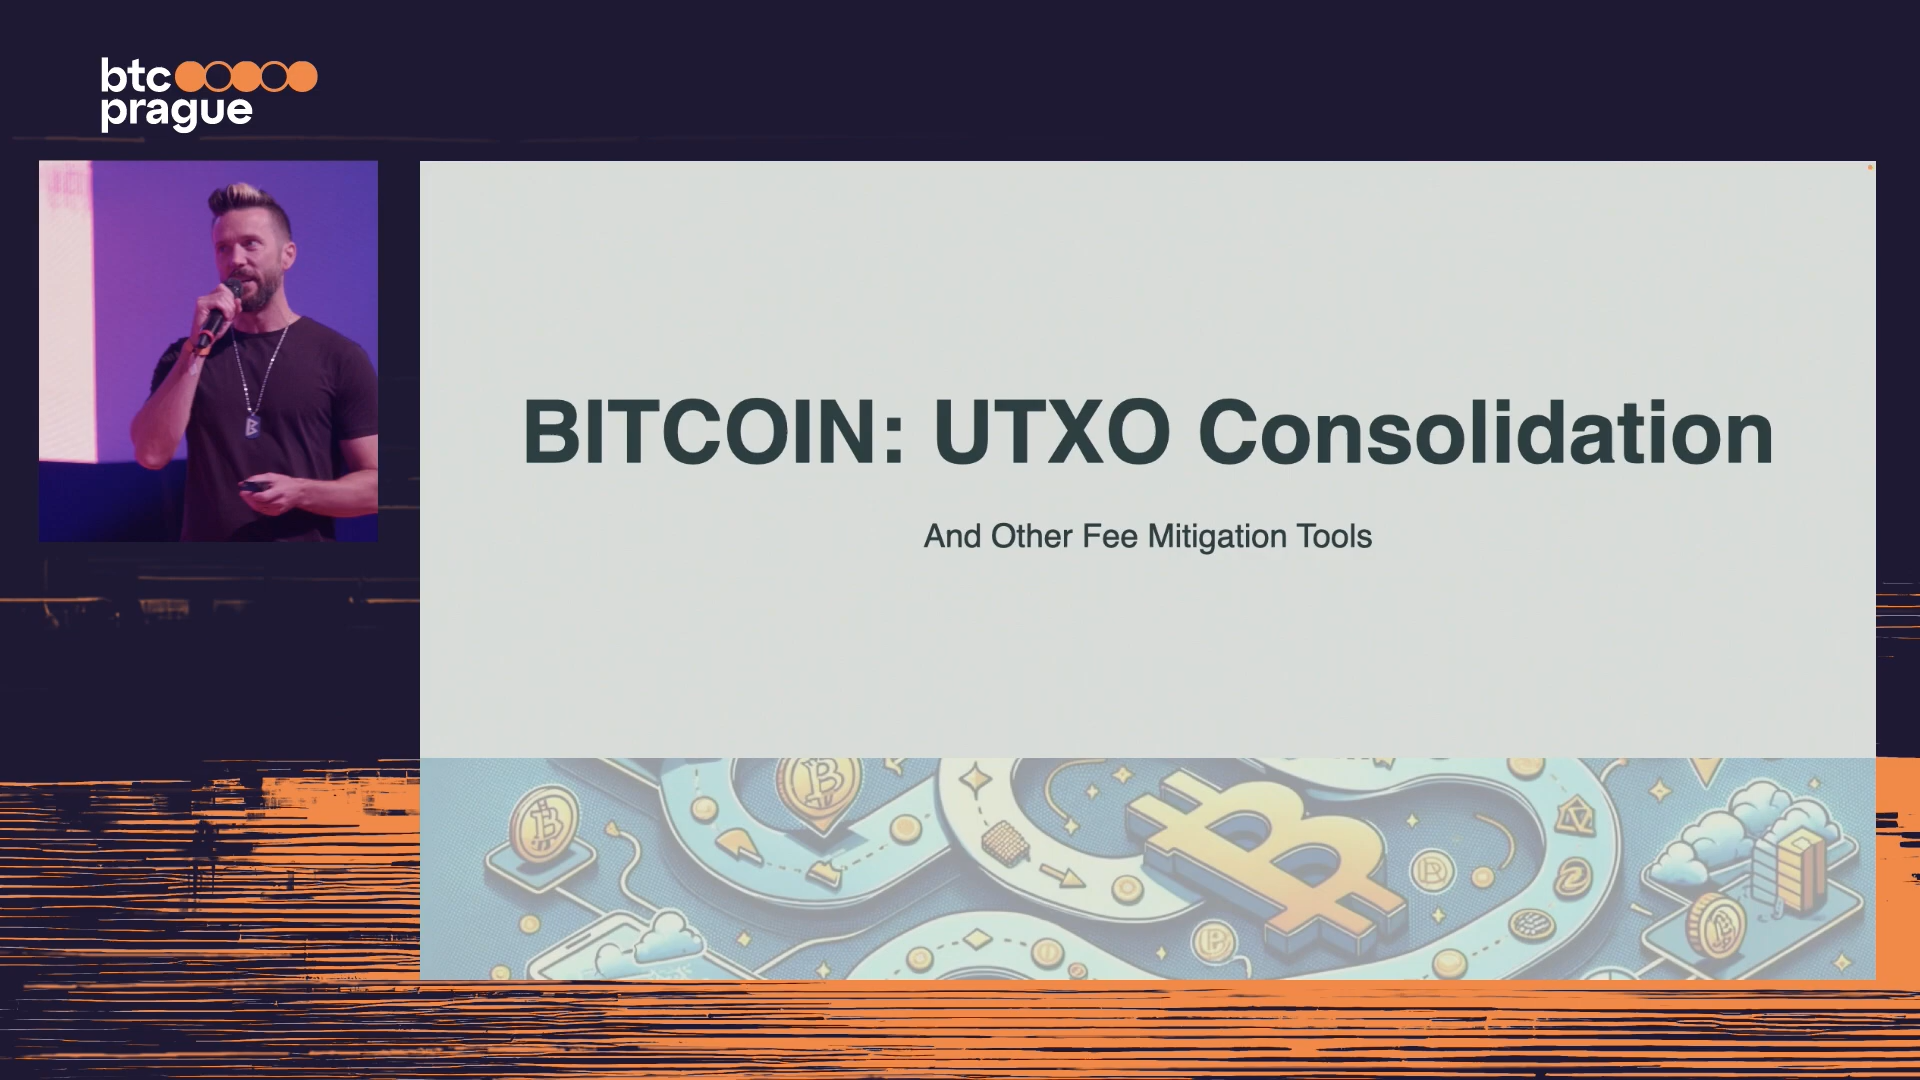 btc
prague
BITCOIN: UTXO Consolidation
And Other Fee Mitigation Tools